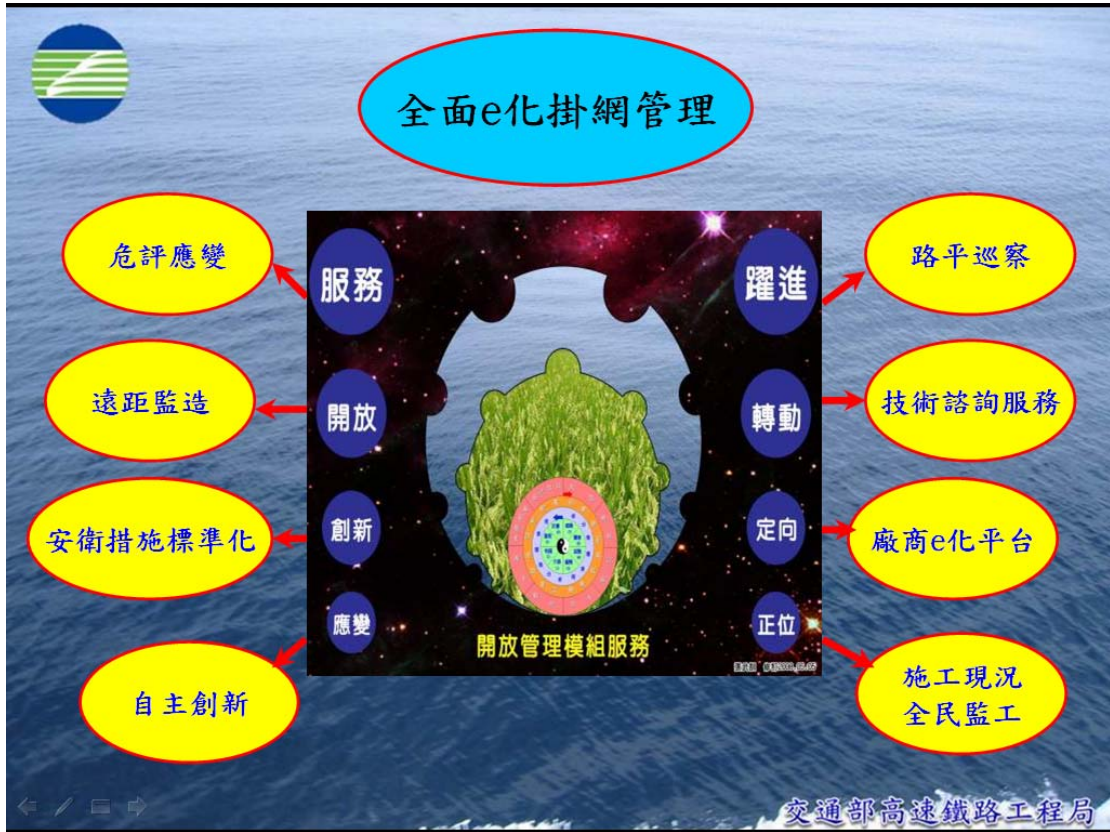 全面e化掛網管理
危評應變
服務
躍進
路平巡察
遠距監造
開放
轉動
技術諮詢服務
安衛措施標準化
創新
定向
廠商e化平台
應變
正位
開放管理模組服務
自主創新
施工現況
全民監工
交通部高速鐵路工程局